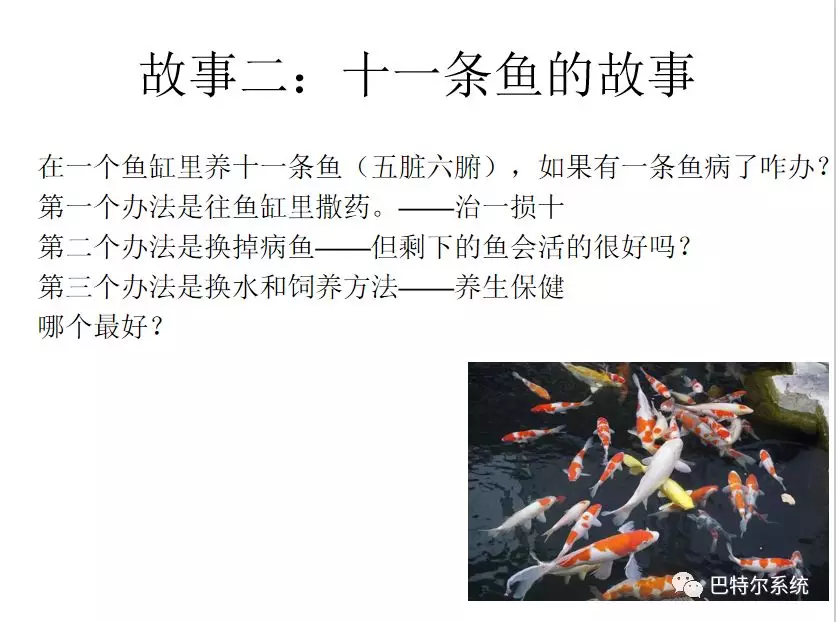 故事二：十一条鱼的故事
在一个鱼缸里养十一条鱼（五脏六腑），如果有一条鱼病了咋办？
第一个办法是往鱼缸里撒药。——治一损十
第二个办法是换掉病鱼——但剩下的鱼会活的很好吗？
第三个办法是换水和饲养方法——养生保健
哪个最好？
巴特尔系统